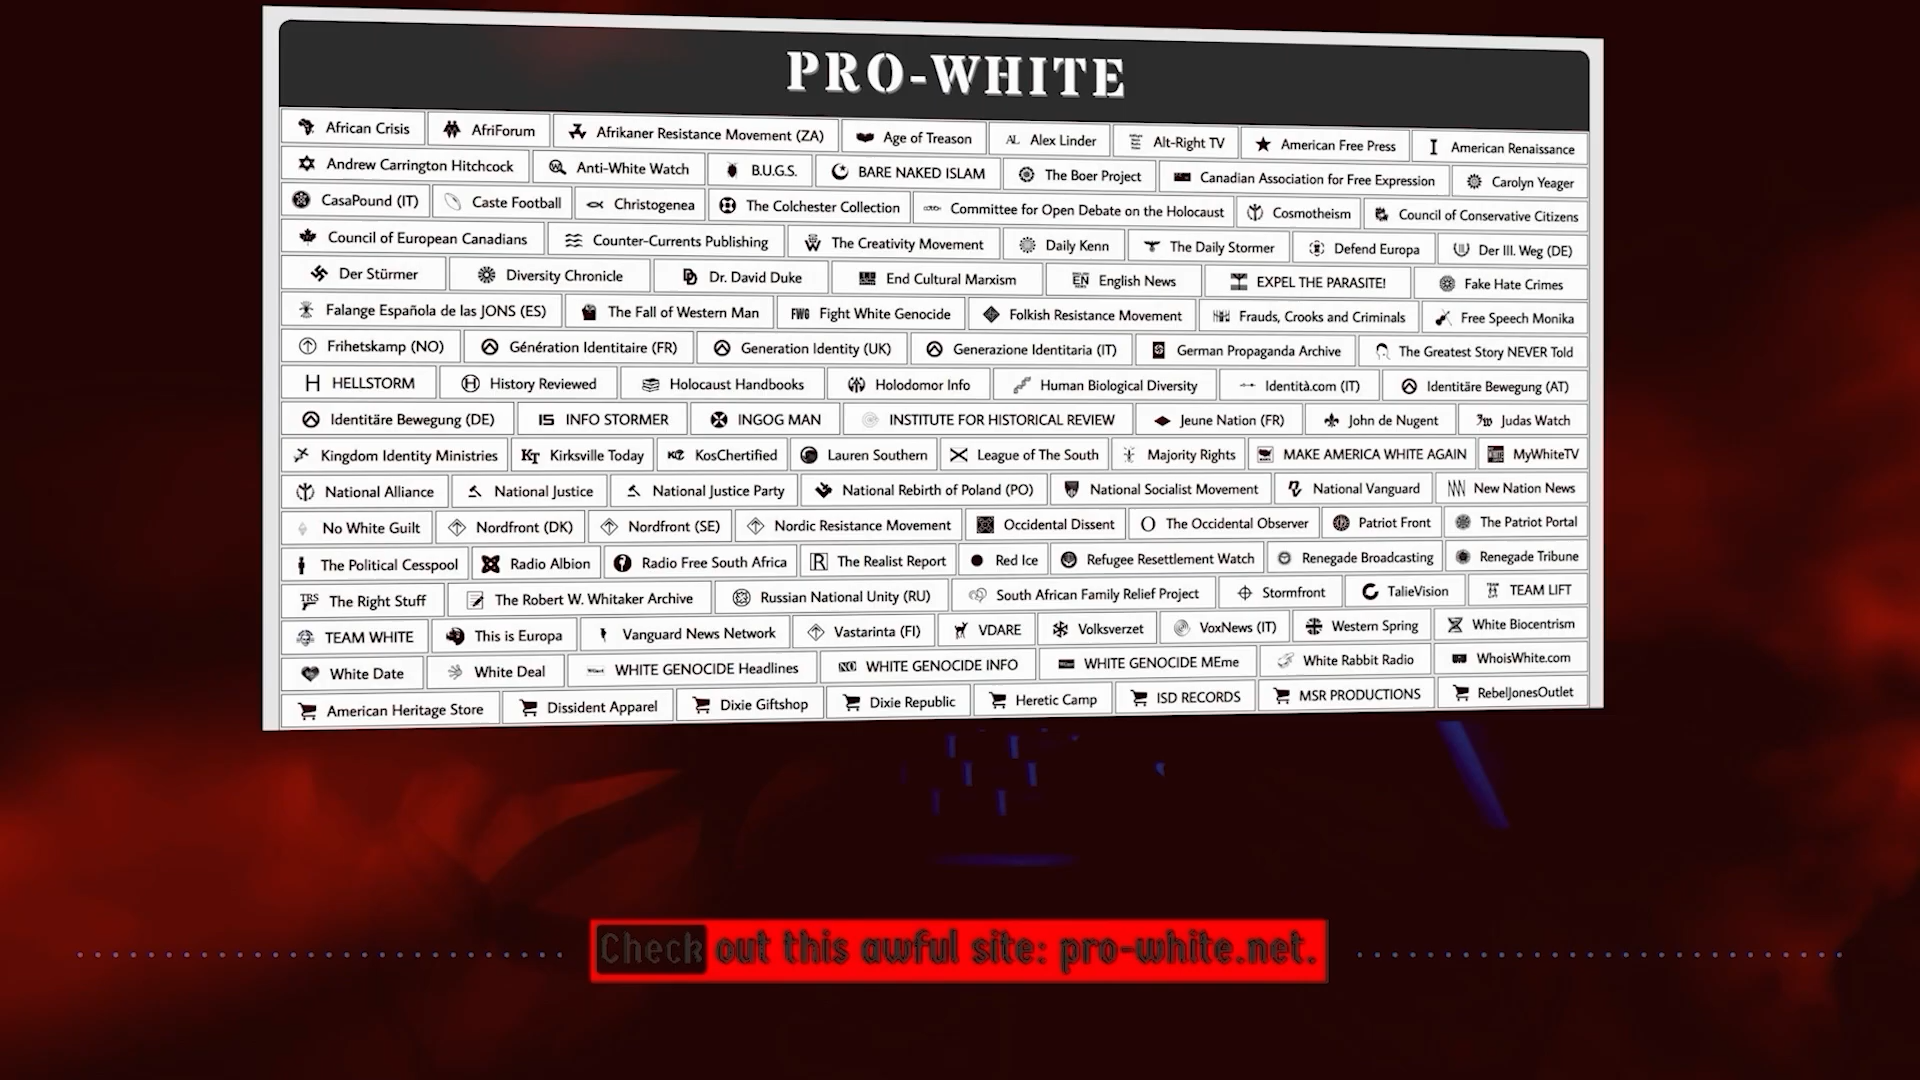 PRO-WHITE
African Crisis AfriForum Afrikaner Resistance Movement (ZA) Age of Treason AL Alex Linder Alt-Right TV American Free Press American Renaissance
Andrew Carrington Hitchcock Anti-White Watch B.U.G.S. BARE NAKED ISLAM The Boer Project Canadian Association for Free Expression Carolyn Yeager
CasaPound (IT) Caste Football Christogenea The Colchester Collection Committee for Open Debate on the Holocaust Cosmotheism Council of Conservative Citizens
Council of European Canadians Counter-Currents Publishing The Creativity Movement Daily Kenn The Daily Stormer Defend Europa Der III. Weg (DE)
Der Stürmer Diversity Chronicle Dr. David Duke End Cultural Marxism EN English News EXPEL THE PARASITE! Fake Hate Crimes
Falange Española de las JONS (ES) The Fall of Western Man FWG Fight White Genocide Folkish Resistance Movement Frauds, Crooks and Criminals Free Speech Monika
Frihetskamp (NO) Génération Identitaire (FR) Generation Identity (UK) Generazione Identitaria (IT) German Propaganda Archive The Greatest Story NEVER Told
H HELLSTORM History Reviewed Holocaust Handbooks Holodomor Info Human Biological Diversity Identità.com (IT) Identitäre Bewegung (AT)
Identitäre Bewegung (DE) IS INFO STORMER INGOG MAN INSTITUTE FOR HISTORICAL REVIEW Jeune Nation (FR) John de Nugent Judas Watch
Kingdom Identity Ministries KT Kirksville Today KosChertified Lauren Southern League of The South Majority Rights MAKE AMERICA WHITE AGAIN MyWhiteTV
National Alliance National Justice National Justice Party National Rebirth of Poland (PO) National Socialist Movement National Vanguard New Nation News
No White Guilt Nordfront (DK) Nordfront (SE) Nordic Resistance Movement Occidental Dissent The Occidental Observer Patriot Front The Patriot Portal
The Political Cesspool Radio Albion Radio Free South Africa R The Realist Report Red Ice Refugee Resettlement Watch Renegade Broadcasting Renegade Tribune
TRS The Right Stuff The Robert W. Whitaker Archive Russian National Unity (RU) South African Family Relief Project Stormfront TalieVision TEAM LIFT
TEAM WHITE This is Europa Vanguard News Network Vastarinta (FI) VDARE Volksverzet VoxNews (IT) Western Spring White Biocentrism
White Date White Deal WHITE GENOCIDE Headlines NO WHITE GENOCIDE INFO WHITE GENOCIDE MEme White Rabbit Radio WhoisWhite.com
American Heritage Store Dissident Apparel Dixie Giftshop Dixie Republic Heretic Camp ISD RECORDS MSR PRODUCTIONS RebelJonesOutlet
Check out this awful site: pro-white.net.